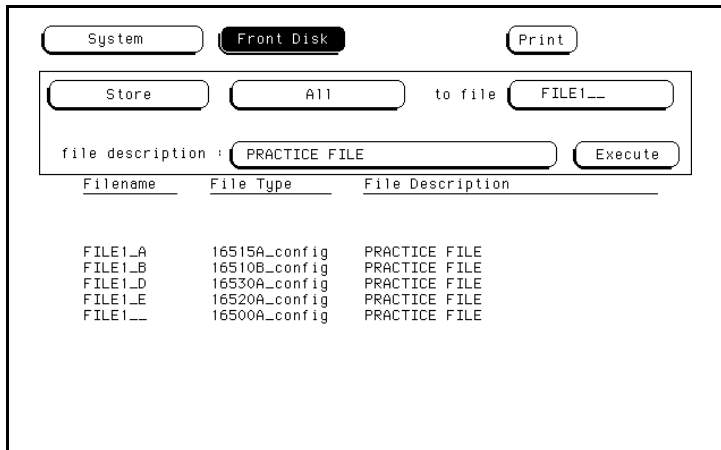 System Front Disk Print
Store All to file FILE1__
file description : PRACTICE FILE Execute
Filename File Type File Description
FILE1_A 16515A_config PRACTICE FILE
FILE1_B 16510B_config PRACTICE FILE
FILE1_D 16530A_config PRACTICE FILE
FILE1_E 16520A_config PRACTICE FILE
FILE1__ 16500A_config PRACTICE FILE